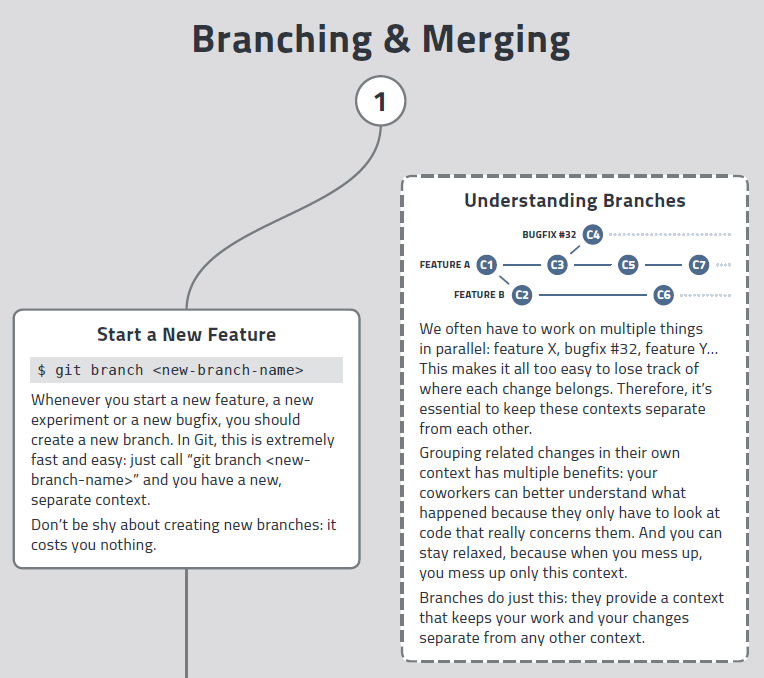 Branching & Merging
1
Start a New Feature
$ git branch <new-branch-name>
Whenever you start a new feature, a new
experiment or a new bugfix, you should
create a new branch. In Git, this is extremely
fast and easy: just call “git branch <new-
branch-name>” and you have a new,
separate context.
Don’t be shy about creating new branches: it
costs you nothing.
Understanding Branches
BUGFIX #32 C4
FEATURE A C1 C3 C5 C7
FEATURE B C2 C6
We often have to work on multiple things
in parallel: feature X, bugfix #32, feature Y…
This makes it all too easy to lose track of
where each change belongs. Therefore, it’s
essential to keep these contexts separate
from each other.
Grouping related changes in their own
context has multiple benefits: your
coworkers can better understand what
happened because they only have to look at
code that really concerns them. And you can
stay relaxed, because when you mess up,
you mess up only this context.
Branches do just this: they provide a context
that keeps your work and your changes
separate from any other context.